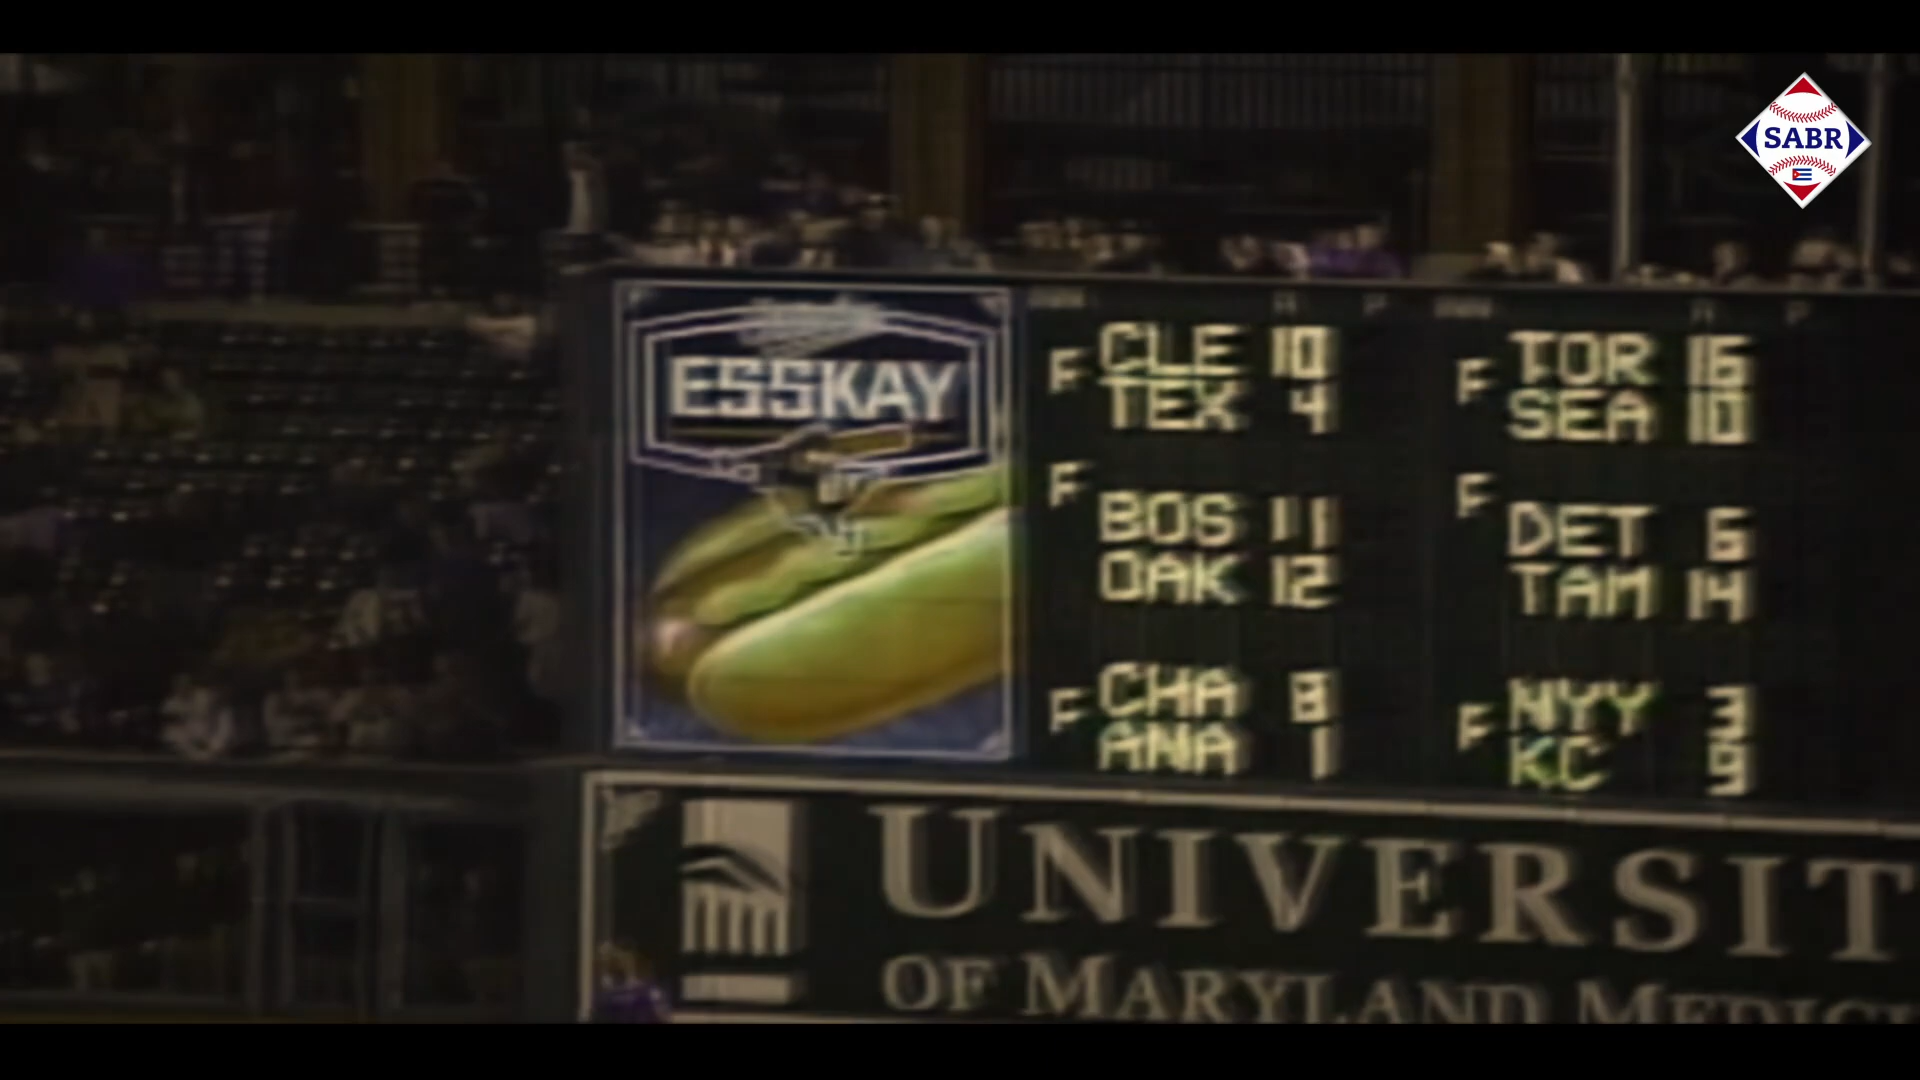 SABR
ESSKAY
F CLE 10
TEX 4
F BOS 11
OAK 12
F CHA 8
ANA 1
F TOR 16
SEA 10
F DET 6
TAM 14
F NYY 3
KC 9
UNIVERSIT
OF MARYLAND MEDIC